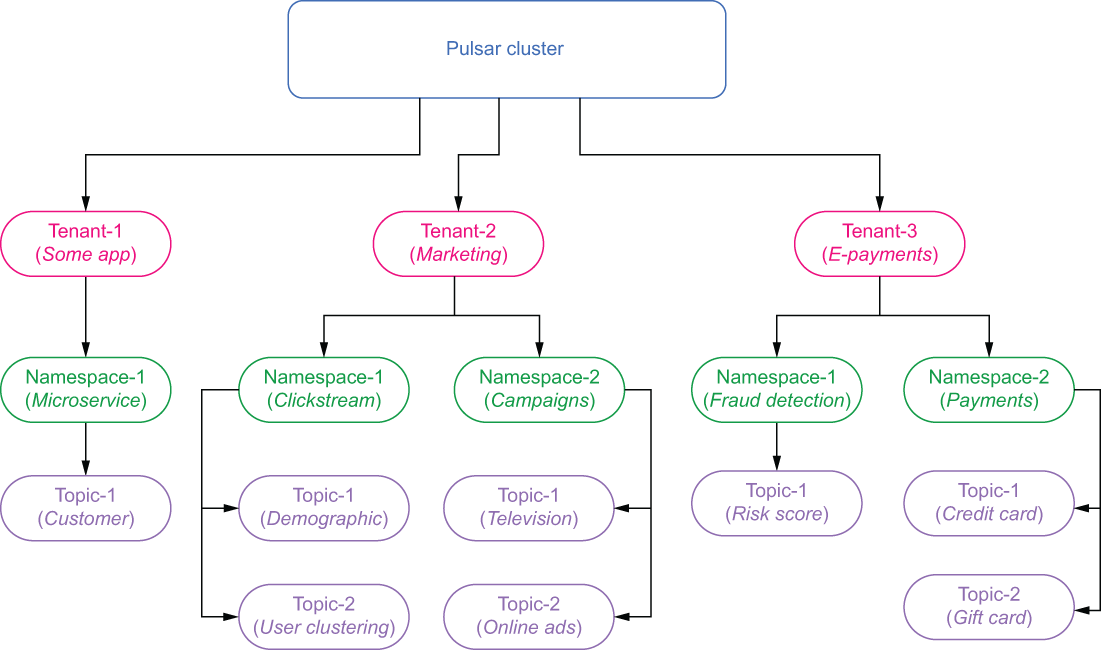 Pulsar cluster
Tenant-1
(Some app)
Tenant-2
(Marketing)
Tenant-3
(E-payments)
Namespace-1
(Microservice)
Namespace-1
(Clickstream)
Namespace-2
(Campaigns)
Namespace-1
(Fraud detection)
Namespace-2
(Payments)
Topic-1
(Customer)
Topic-1
(Demographic)
Topic-1
(Television)
Topic-1
(Risk score)
Topic-1
(Credit card)
Topic-2
(User clustering)
Topic-2
(Online ads)
Topic-2
(Gift card)